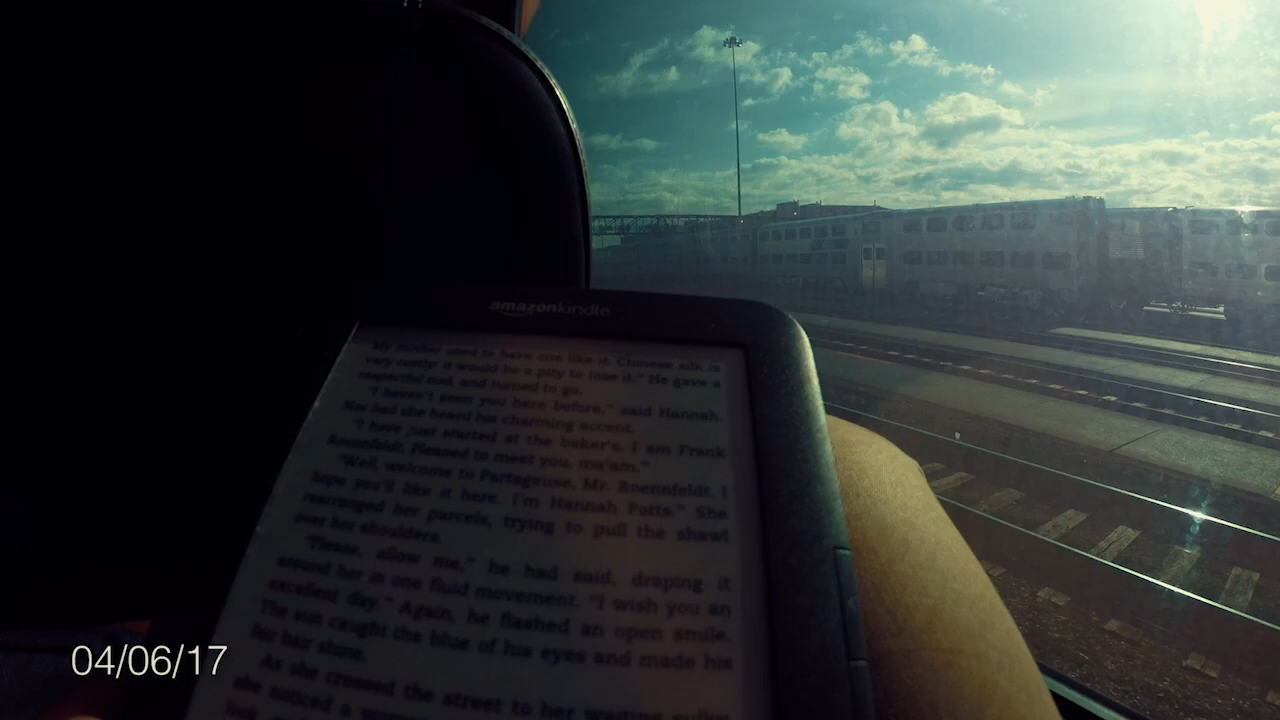 amazonkindle
"My mother used to have one like it. Chinese silk is
very costly: it would be a pity to lose it." He gave a
respectful nod, and turned to go.
"I haven't seen you here before," said Hannah.
Nor had she heard his charming accent.
"I have just started at the baker's. I am Frank
Roennfeldt. Pleased to meet you, ma'am."
"Well, welcome to Partageuse, Mr. Roennfeldt. I
hope you'll like it here. I'm Hannah Potts." She
rearranged her parcels, trying to pull the shawl
over her shoulders.
"Please, allow me," he had said, draping it
around her in one fluid movement. "I wish you an
excellent day." Again, he flashed an open smile.
The sun caught the blue of his eyes and made his
fair hair shine.
As she crossed the street to her waiting sulky,
she noticed a
04/06/17